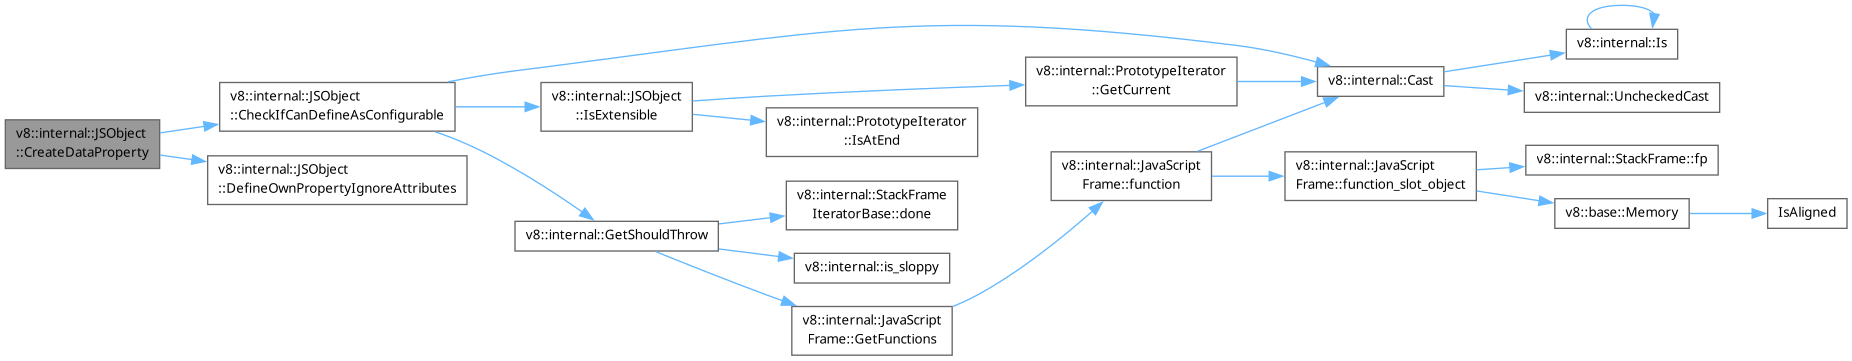 v8::internal::JSObject
::CreateDataProperty
v8::internal::JSObject
::CheckIfCanDefineAsConfigurable
v8::internal::JSObject
::DefineOwnPropertyIgnoreAttributes
v8::internal::JSObject
::IsExtensible
v8::internal::GetShouldThrow
v8::internal::PrototypeIterator
::IsAtEnd
v8::internal::StackFrame
IteratorBase::done
v8::internal::is_sloppy
v8::internal::JavaScript
Frame::GetFunctions
v8::internal::PrototypeIterator
::GetCurrent
v8::internal::JavaScript
Frame::function
v8::internal::Cast
v8::internal::JavaScript
Frame::function_slot_object
v8::internal::Is
v8::internal::UncheckedCast
v8::internal::StackFrame::fp
v8::base::Memory
IsAligned